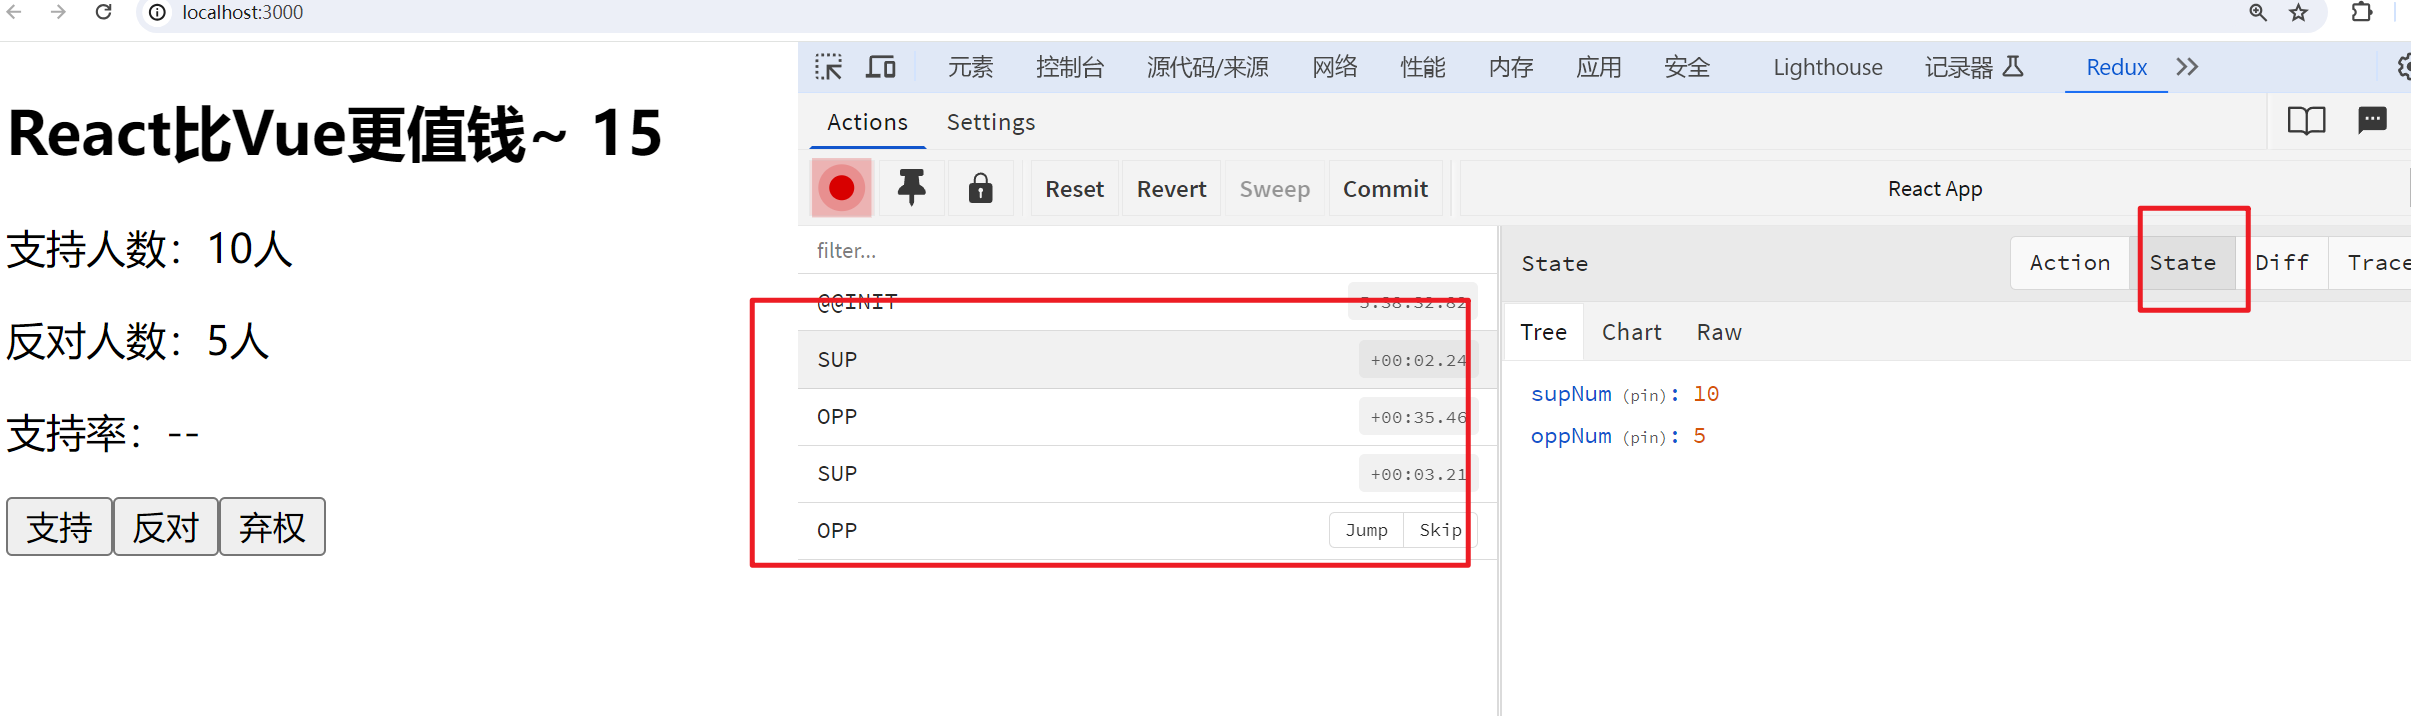 localhost:3000
元素 控制台 源代码/来源 网络 性能 内存 应用 安全 Lighthouse 记录器 Redux
Actions Settings
Reset Revert Sweep Commit React App
filter...
@@INIT 5:38:32.82
SUP +00:02.24
OPP +00:35.46
SUP +00:03.21
OPP Jump Skip
State Action State Diff Trace
Tree Chart Raw
supNum (pin): 10
oppNum (pin): 5
React比Vue更值钱~ 15
支持人数：10人
反对人数：5人
支持率：--
支持 反对 弃权